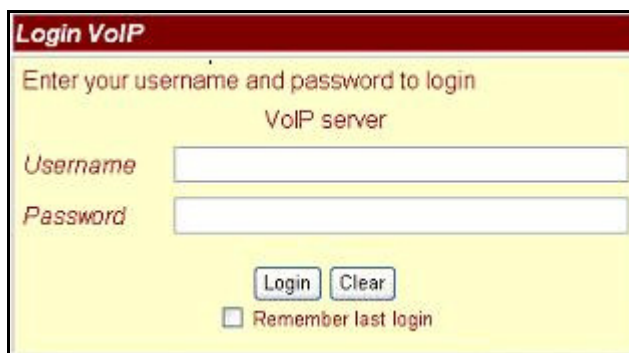 Login VoIP
Enter your username and password to login
VoIP server
Username
Password
Login Clear
Remember last login